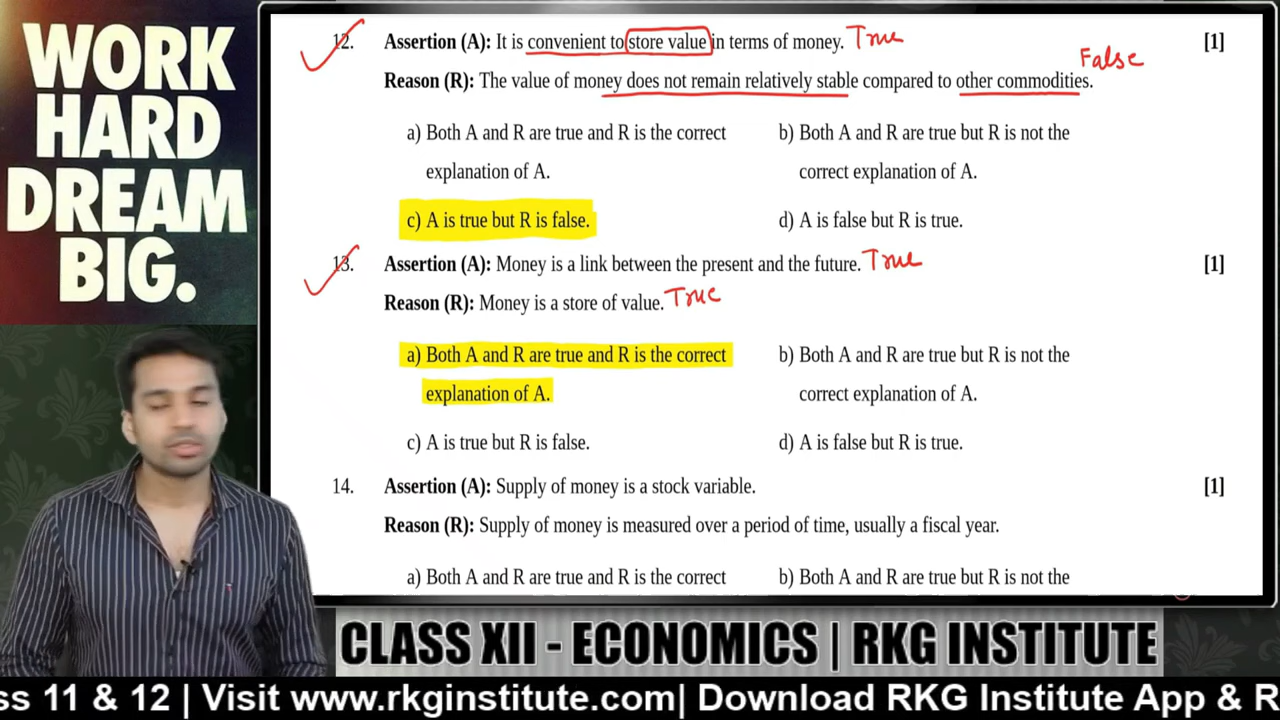 WORK
HARD
DREAM
BIG.
12. Assertion (A): It is convenient to store value in terms of money. True [1]
False
Reason (R): The value of money does not remain relatively stable compared to other commodities.
a) Both A and R are true and R is the correct b) Both A and R are true but R is not the
explanation of A. correct explanation of A.
c) A is true but R is false. d) A is false but R is true.
13. Assertion (A): Money is a link between the present and the future. True [1]
Reason (R): Money is a store of value. True
a) Both A and R are true and R is the correct b) Both A and R are true but R is not the
explanation of A. correct explanation of A.
c) A is true but R is false. d) A is false but R is true.
14. Assertion (A): Supply of money is a stock variable. [1]
Reason (R): Supply of money is measured over a period of time, usually a fiscal year.
a) Both A and R are true and R is the correct b) Both A and R are true but R is not the
CLASS XII - ECONOMICS | RKG INSTITUTE
ss 11 & 12 | Visit www.rkginstitute.com| Download RKG Institute App & R